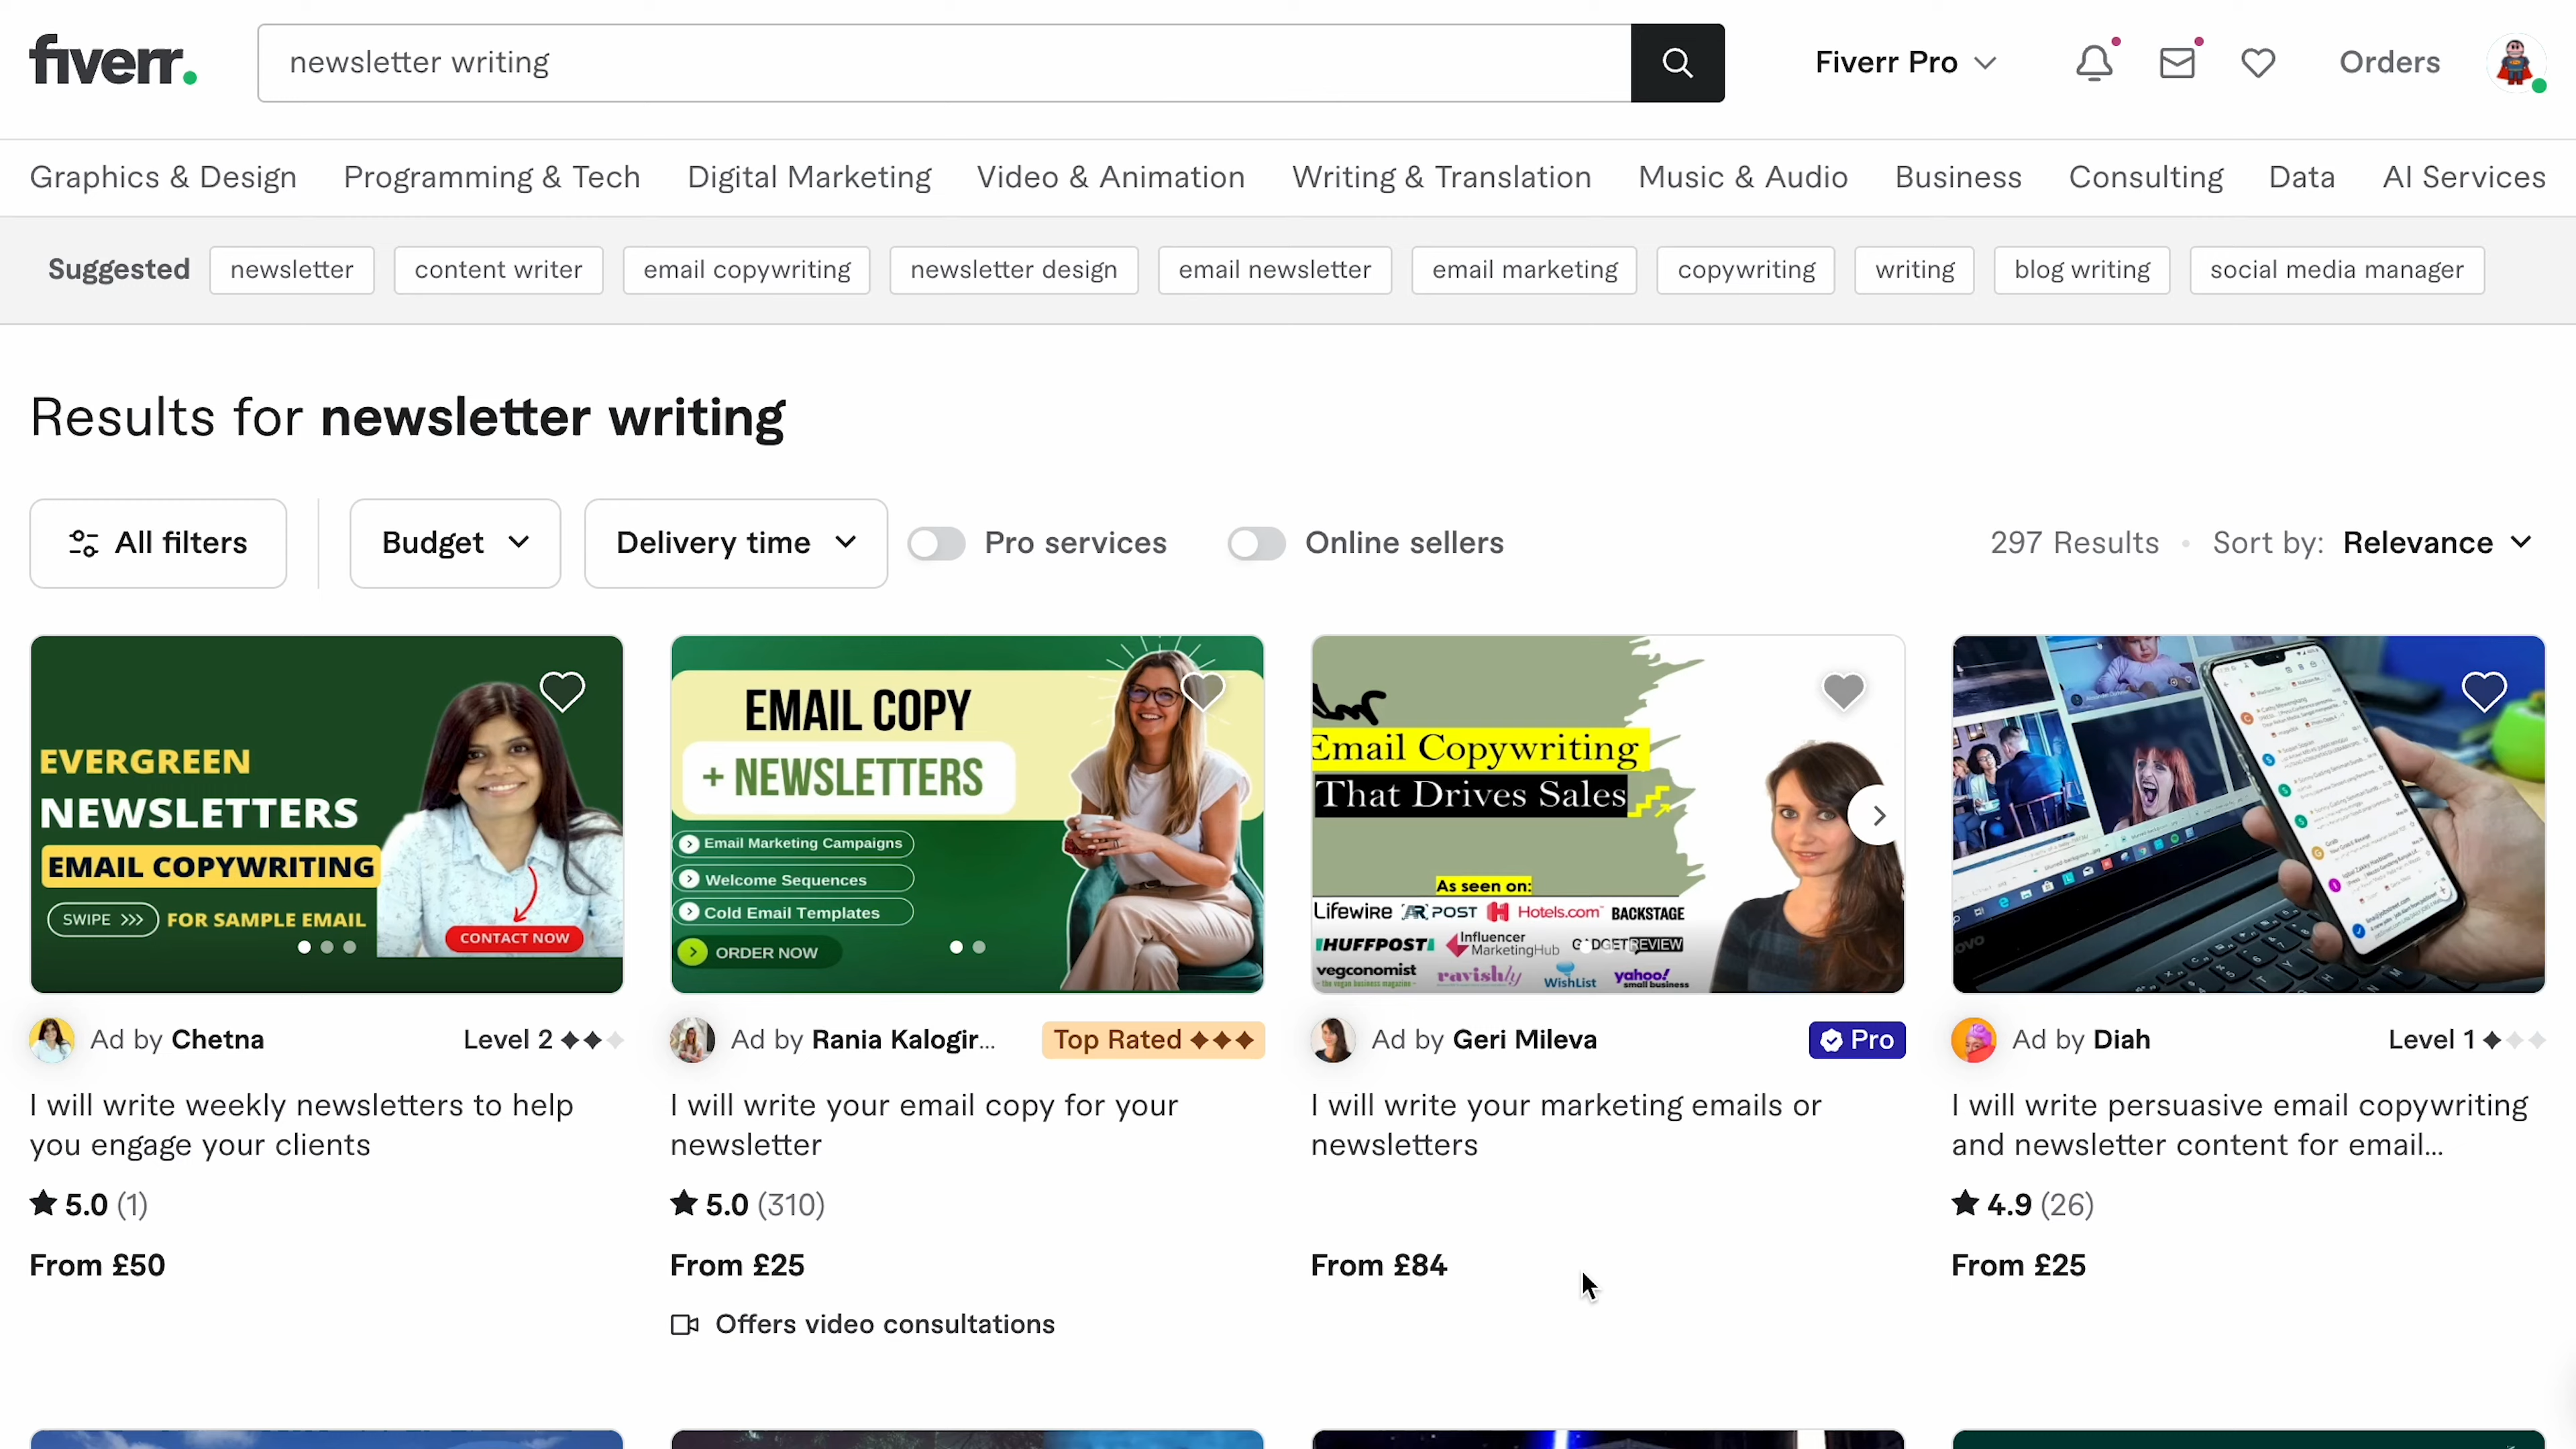 fiverr.
newsletter writing
Fiverr Pro
Orders
Graphics & Design
Programming & Tech
Digital Marketing
Video & Animation
Writing & Translation
Music & Audio
Business
Consulting
Data
AI Services
Suggested
newsletter
content writer
email copywriting
newsletter design
email newsletter
email marketing
copywriting
writing
blog writing
social media manager
Results for newsletter writing
All filters
Budget
Delivery time
Pro services
Online sellers
297 Results
Sort by: Relevance
EVERGREEN
NEWSLETTERS
EMAIL COPYWRITING
SWIPE >>> FOR SAMPLE EMAIL
CONTACT NOW
Ad by Chetna
Level 2
I will write weekly newsletters to help
you engage your clients
5.0 (1)
From £50
EMAIL COPY
+ NEWSLETTERS
Email Marketing Campaigns
Welcome Sequences
Cold Email Templates
ORDER NOW
Ad by Rania Kalogir...
Top Rated
I will write your email copy for your
newsletter
5.0 (310)
From £25
Offers video consultations
Email Copywriting
That Drives Sales
As seen on:
Lifewire ARPOST Hotels.com BACKSTAGE
HUFFPOST Influencer MarketingHub GADGETREVIEW
vegconomist ravishly WishList yahoo!
- the vegan business magazine - small business
Ad by Geri Mileva
Pro
I will write your marketing emails or
newsletters
From £84
Ad by Diah
Level 1
I will write persuasive email copywriting
and newsletter content for email...
4.9 (26)
From £25